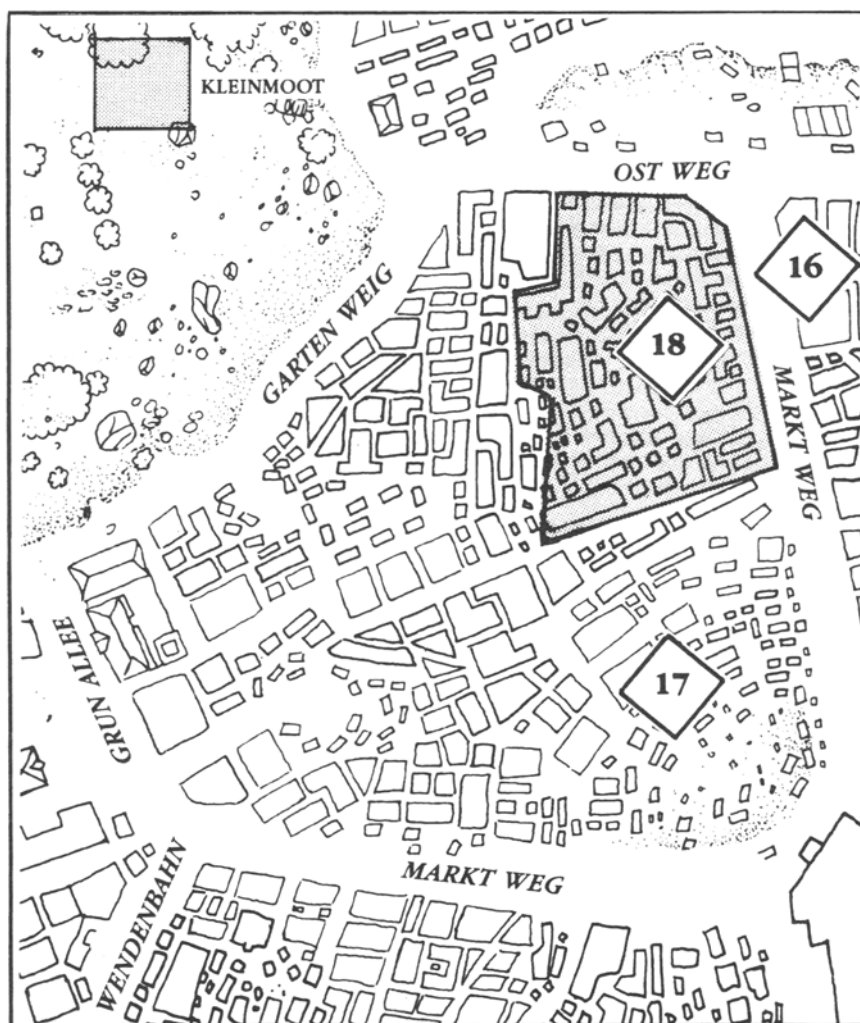 KLEINMOOT
OST WEG
16
GARTEN WEIG
18
MARKT WEG
GRUN ALLEE
17
MARKT WEG
WENDENBAHN